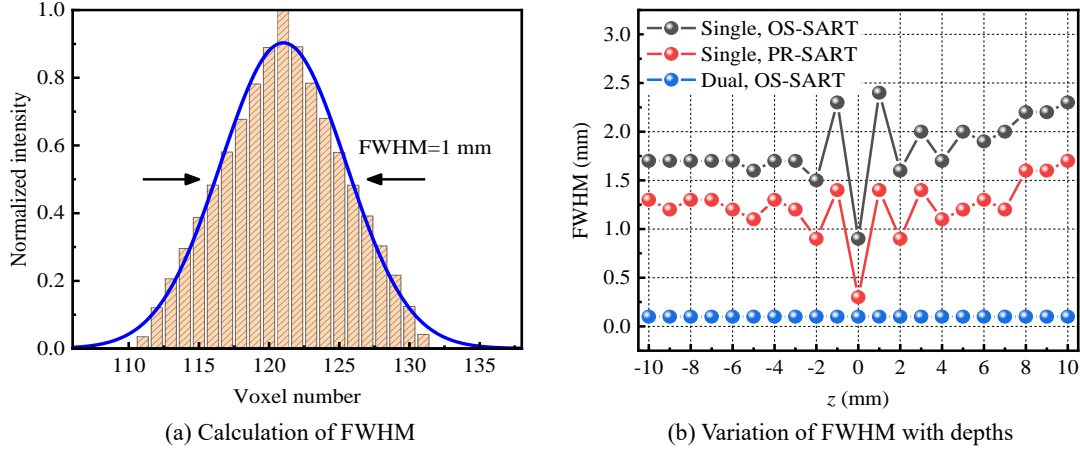 1.0
0.8
0.6
0.4
0.2
0.0
Normalized intensity
FWHM=1 mm
110 115 120 125 130 135
Voxel number
(a) Calculation of FWHM
Single, OS-SART
Single, PR-SART
Dual, OS-SART
3.0
2.5
2.0
1.5
1.0
0.5
0.0
FWHM (mm)
-10 -8 -6 -4 -2 0 2 4 6 8 10
z (mm)
(b) Variation of FWHM with depths